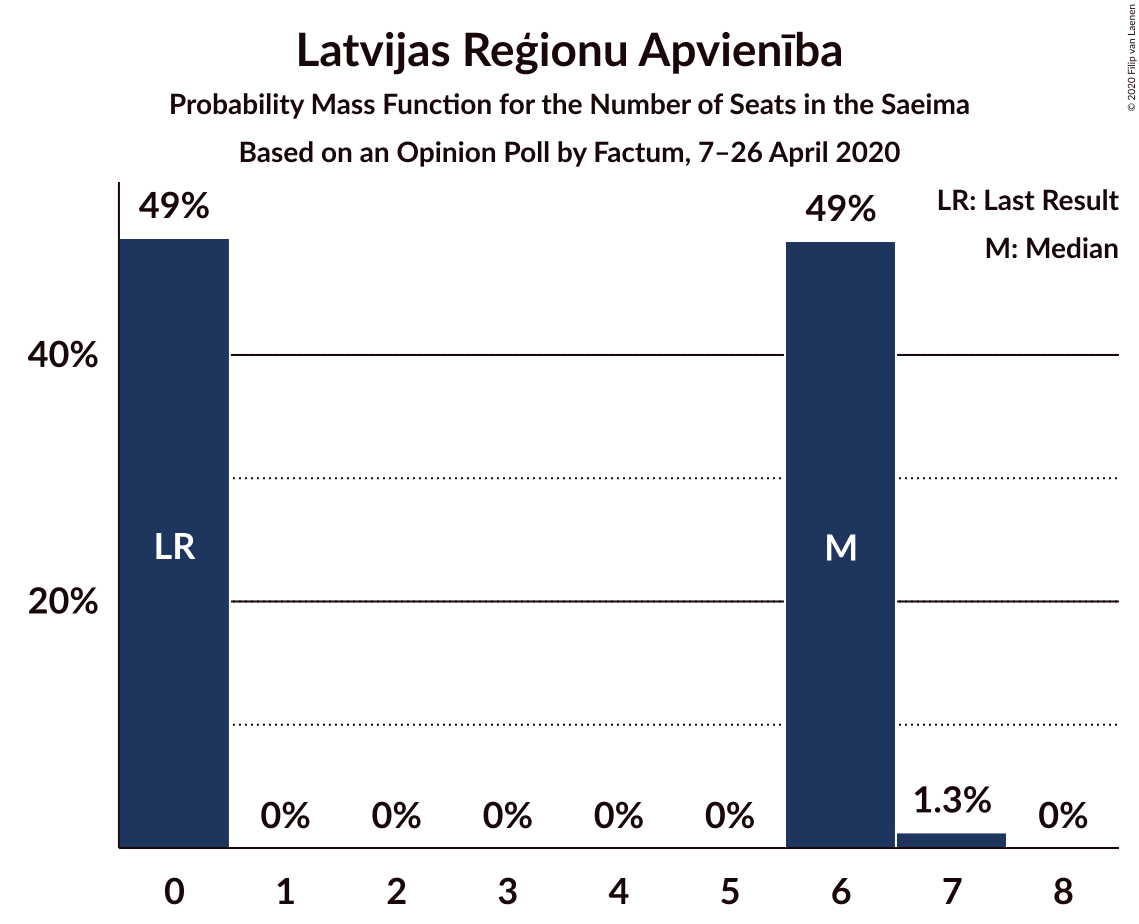 Latvijas Reģionu Apvienība
Probability Mass Function for the Number of Seats in the Saeima
Based on an Opinion Poll by Factum, 7–26 April 2020
© 2020 Filip van Laenen
LR: Last Result
M: Median
49%
49%
40%
LR
M
20%
0%
0%
0%
0%
0%
1.3%
0%
0
1
2
3
4
5
6
7
8